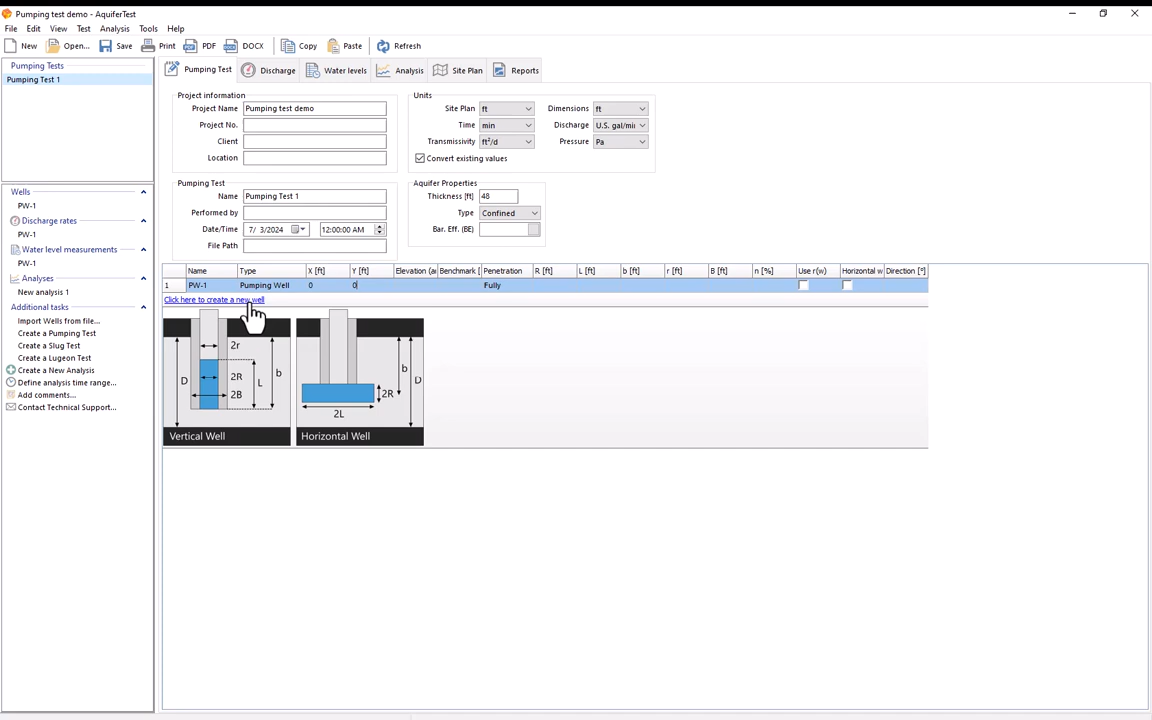 Pumping test demo - AquiferTest
File Edit View Test Analysis Tools Help
New Open... Save Print PDF DOCX Copy Paste Refresh
Pumping Tests
Pumping Test 1
Wells
PW-1
Discharge rates
PW-1
Water level measurements
PW-1
Analyses
New analysis 1
Additional tasks
Import Wells from file...
Create a Pumping Test
Create a Slug Test
Create a Lugeon Test
Create a New Analysis
Define analysis time range...
Add comments...
Contact Technical Support...
Pumping Test Discharge Water levels Analysis Site Plan Reports
Project information
Project Name Pumping test demo
Project No.
Client
Location
Units
Site Plan ft Dimensions ft
Time min Discharge U.S. gal/mi
Transmissivity ft²/d Pressure Pa
Convert existing values
Pumping Test
Name Pumping Test 1
Performed by
Date/Time 7/ 3/2024 12:00:00 AM
File Path
Aquifer Properties
Thickness [ft] 48
Type Confined
Bar. Eff. (BE)
Name Type X [ft] Y [ft] Elevation (a Benchmark [ Penetration R [ft] L [ft] b [ft] r [ft] B [ft] n [%] Use r(w) Horizontal w Direction [°]
1 PW-1 Pumping Well 0 0 Fully
Click here to create a new well
2r
D 2R L b
2B
Vertical Well
b D
2R
2L
Horizontal Well